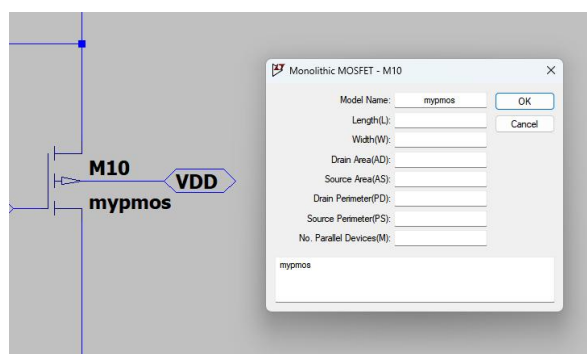 M10
mypmos
VDD
Monolithic MOSFET - M10
Model Name: mypmos
OK
Length(L):
Cancel
Width(W):
Drain Area(AD):
Source Area(AS):
Drain Perimeter(PD):
Source Perimeter(PS):
No. Parallel Devices(M):
mypmos